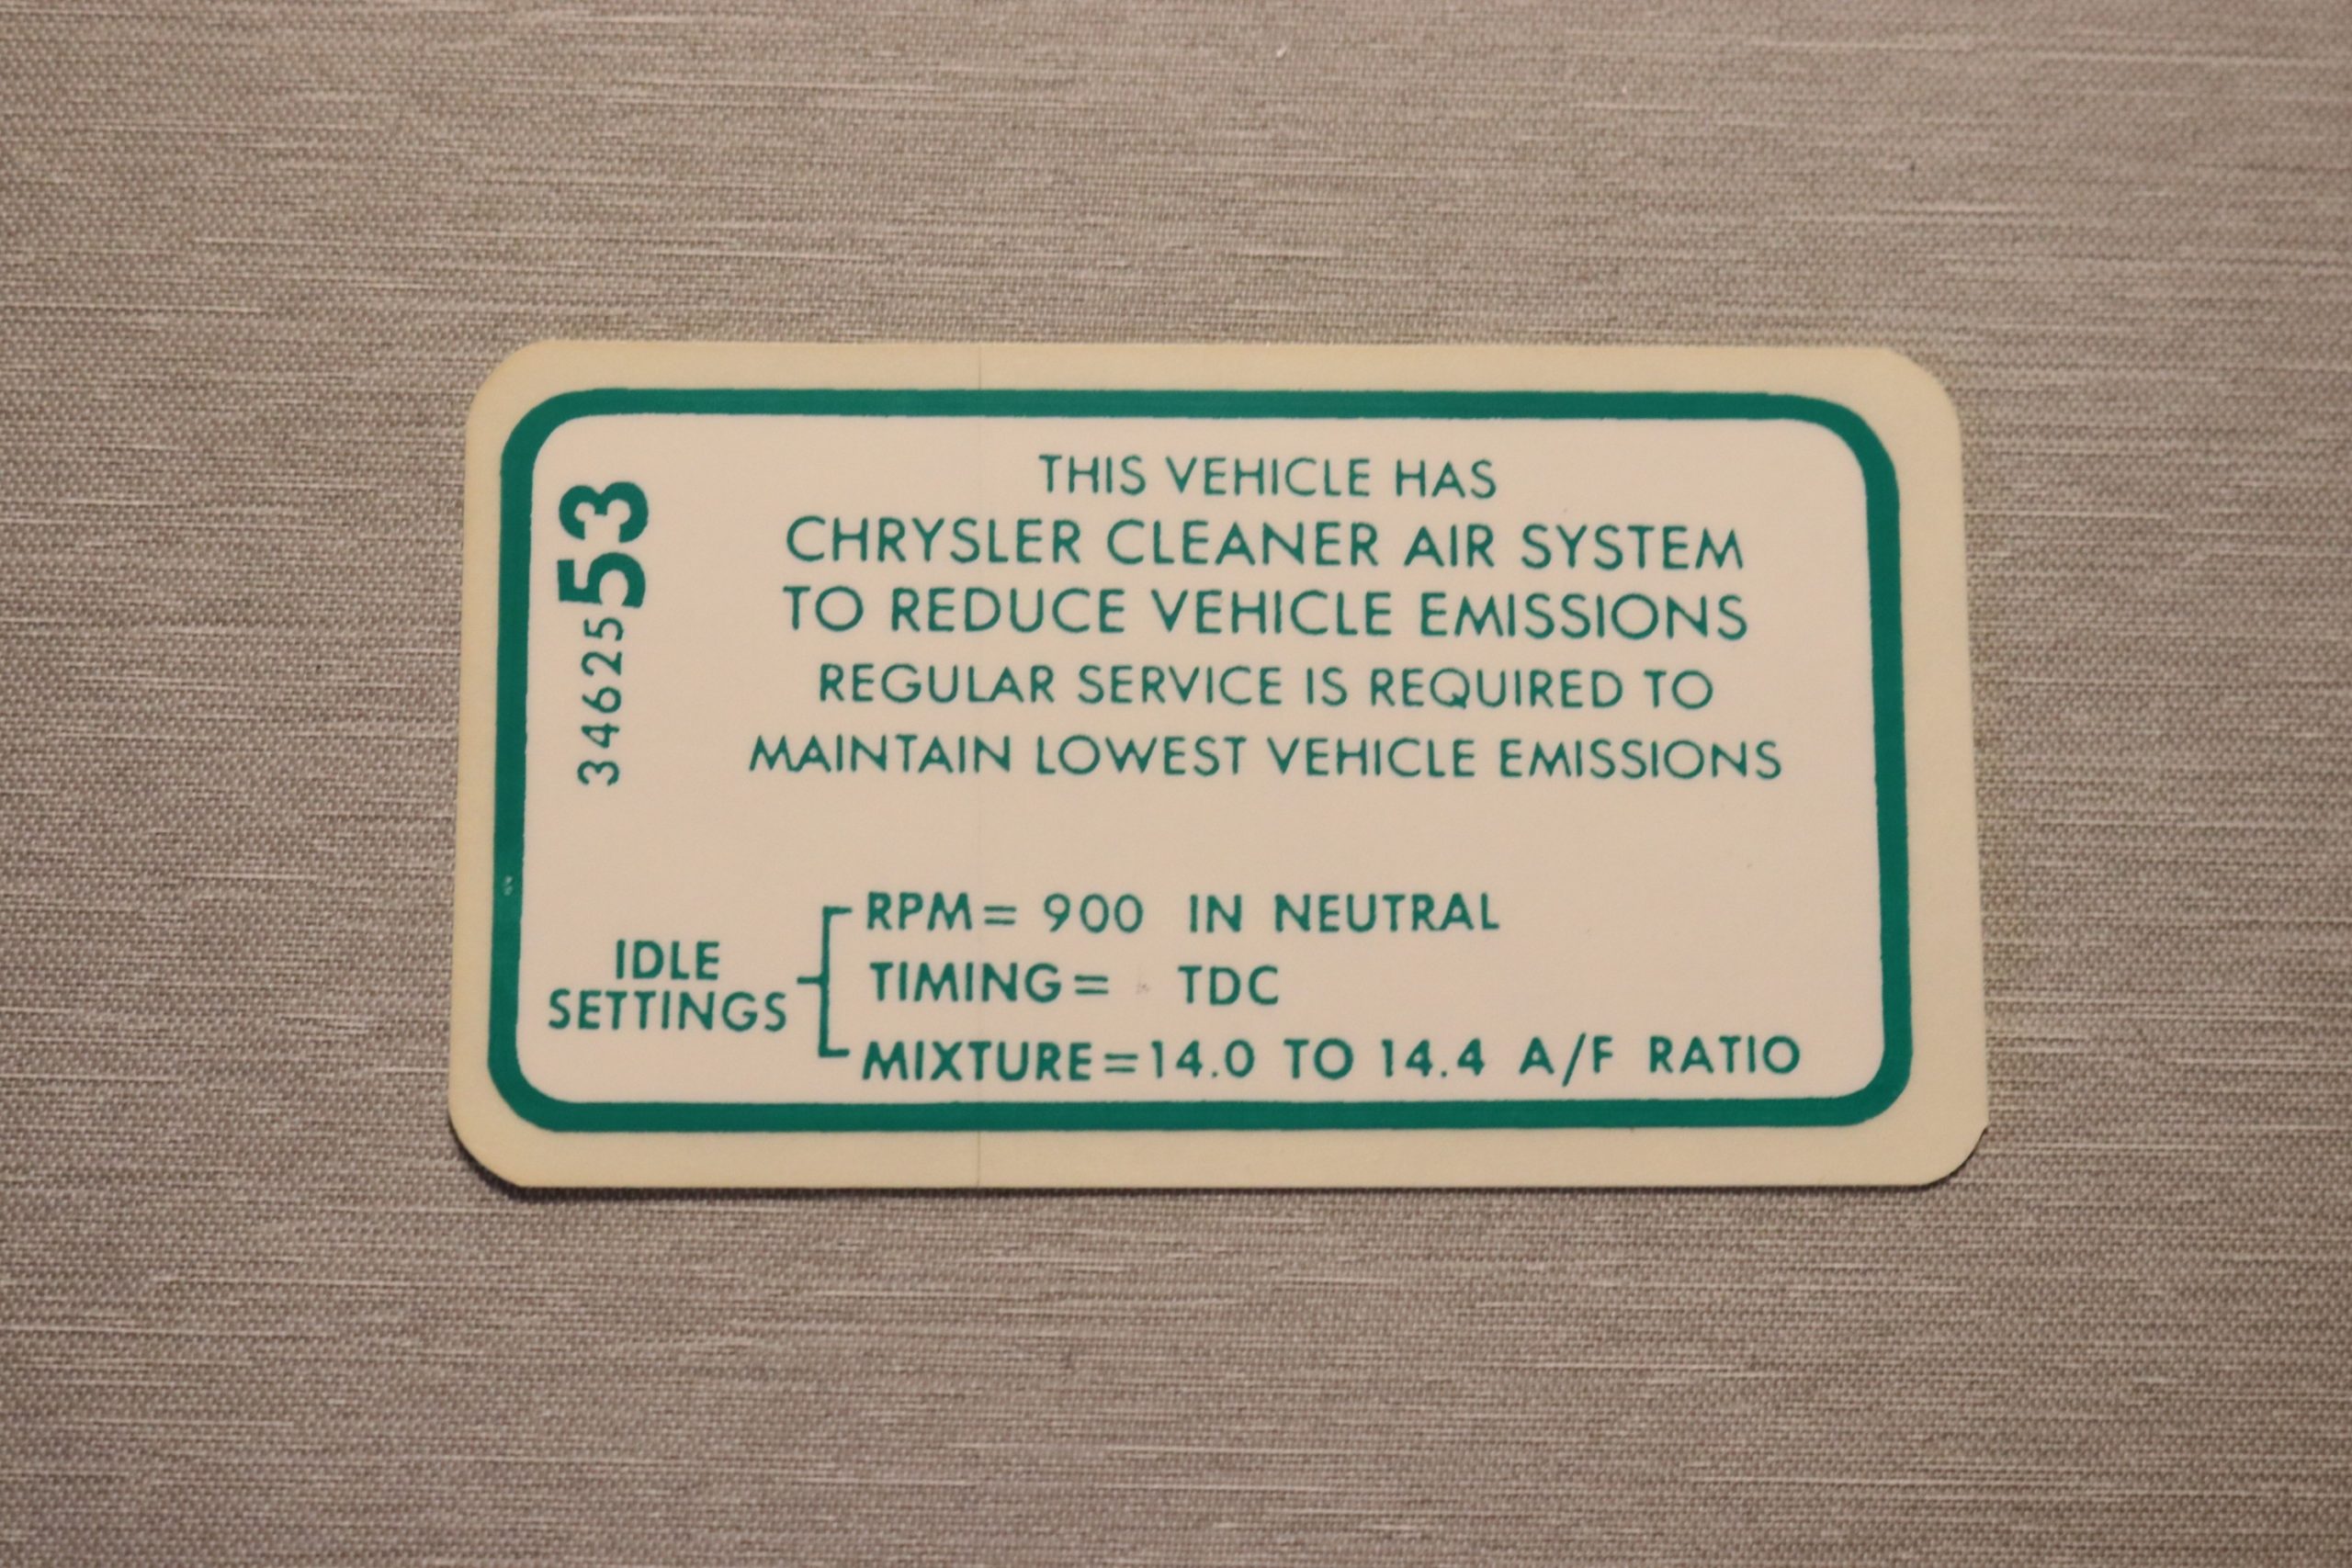 3462553
THIS VEHICLE HAS
CHRYSLER CLEANER AIR SYSTEM
TO REDUCE VEHICLE EMISSIONS
REGULAR SERVICE IS REQUIRED TO
MAINTAIN LOWEST VEHICLE EMISSIONS
IDLE
SETTINGS
RPM= 900 IN NEUTRAL
TIMING= TDC
MIXTURE=14.0 TO 14.4 A/F RATIO